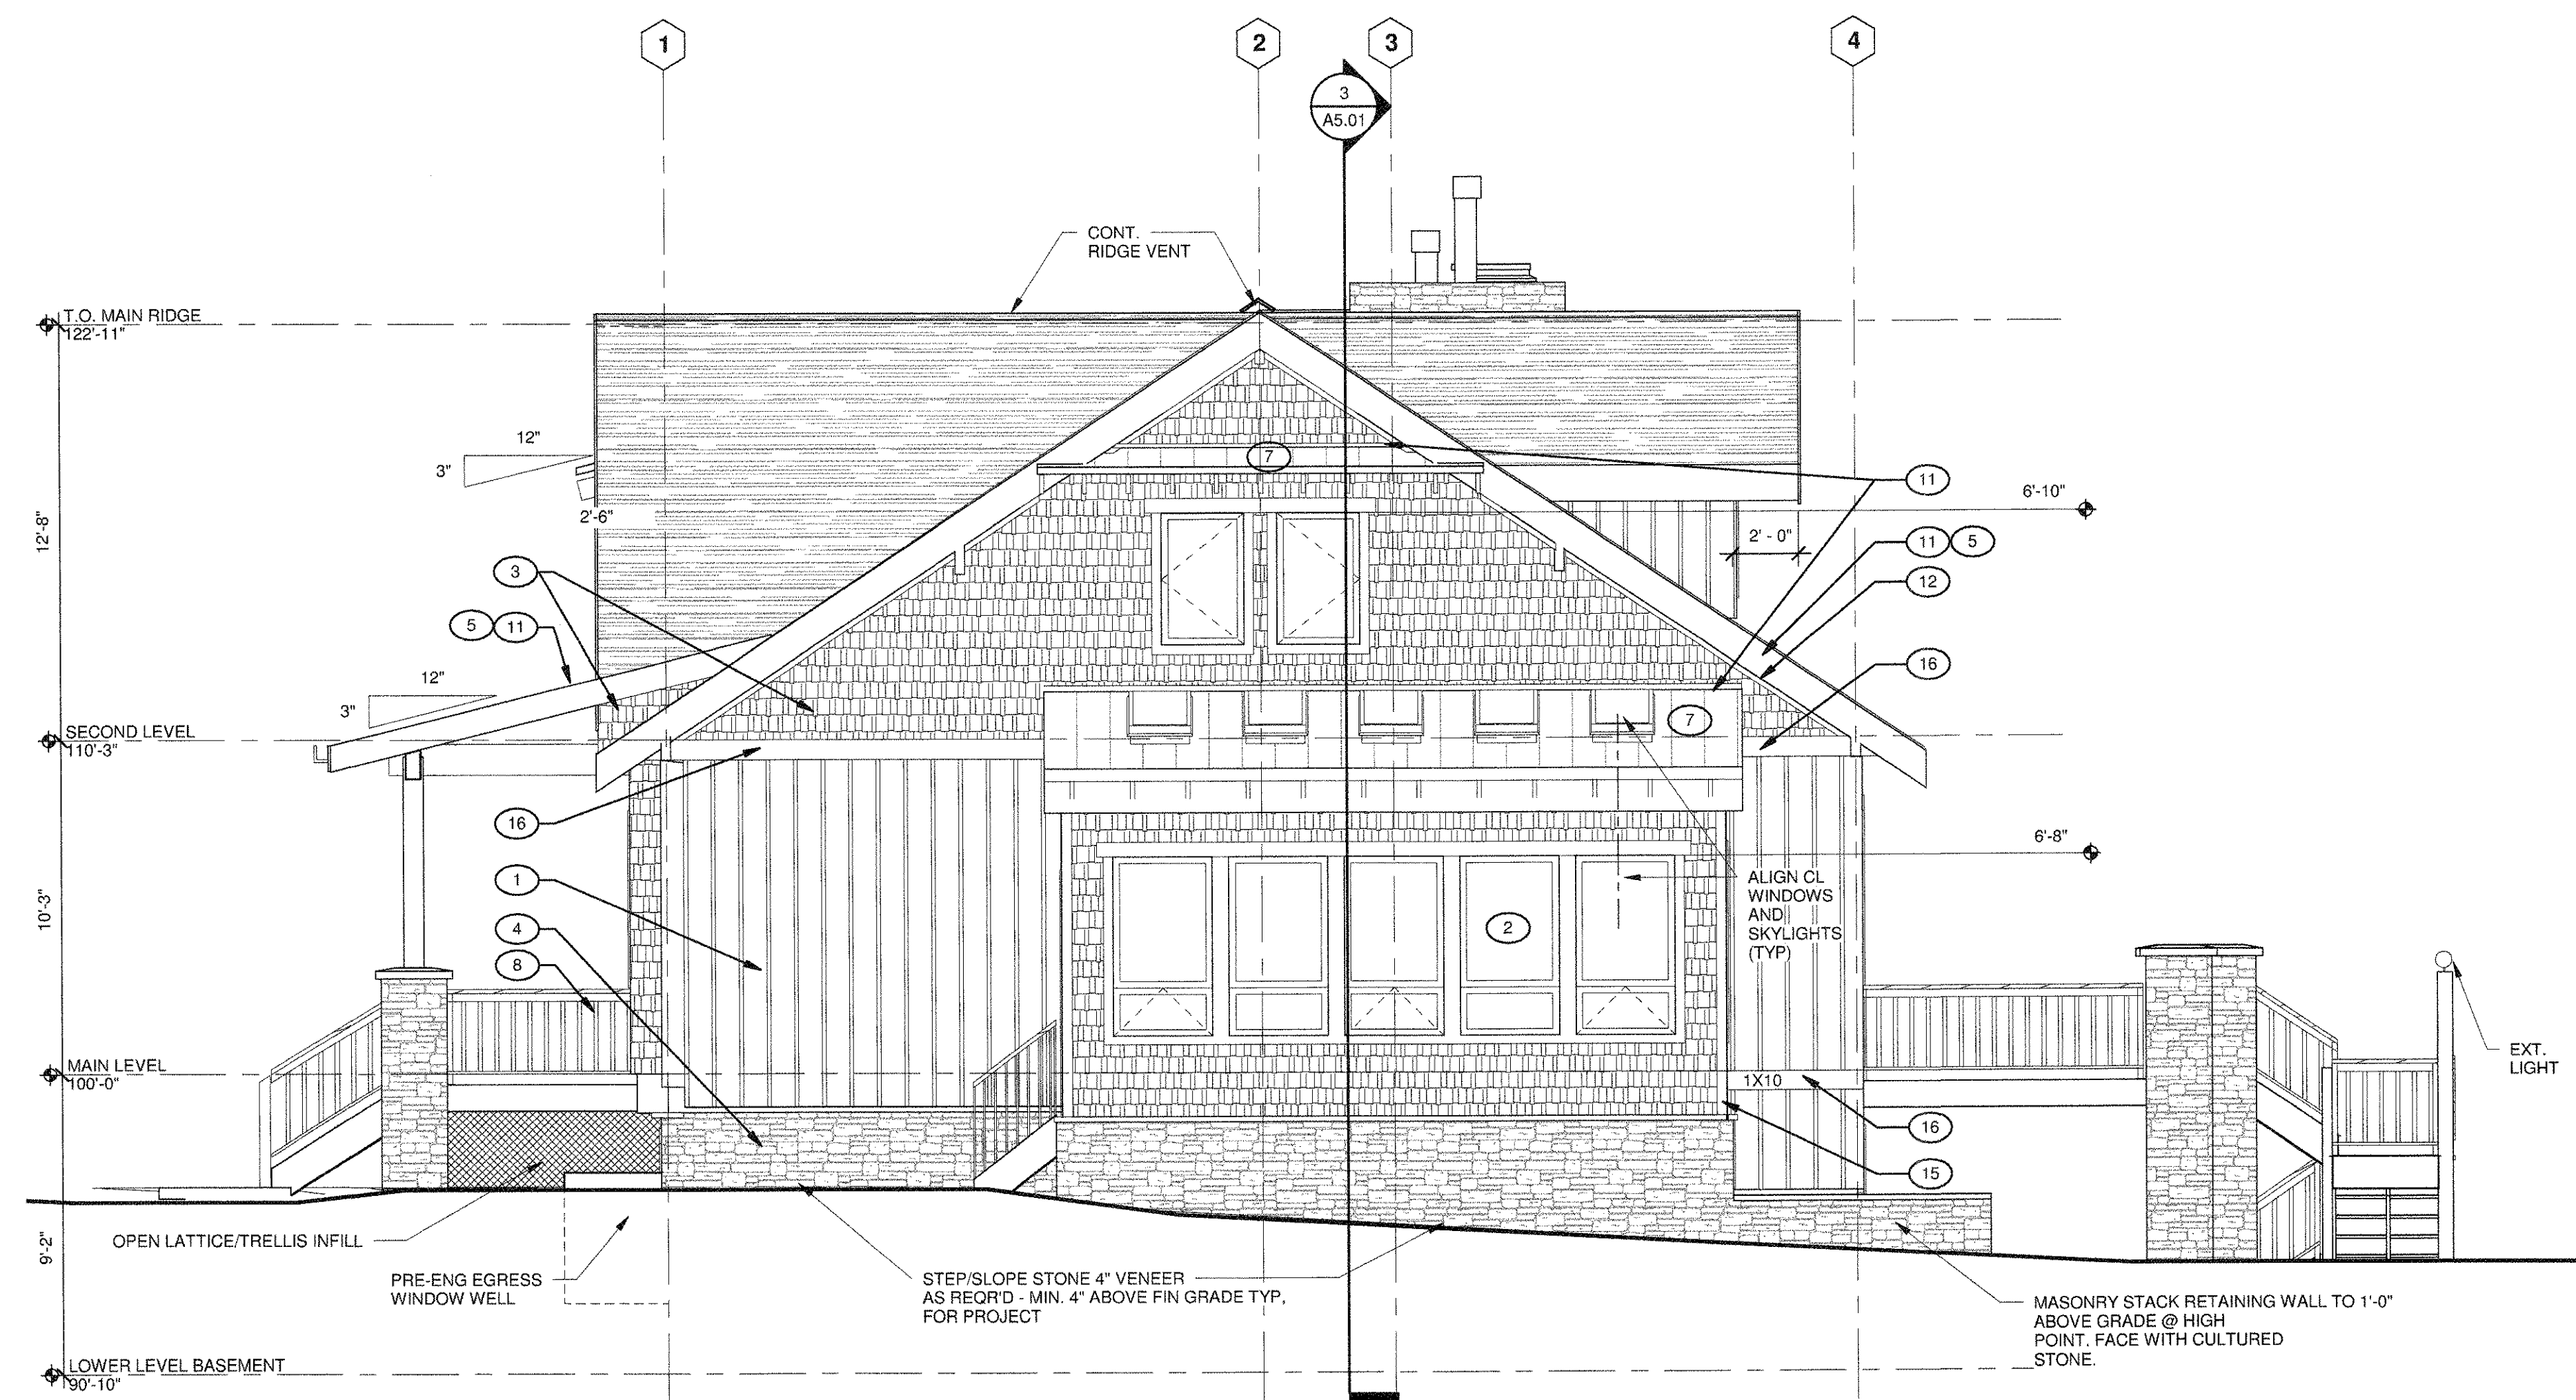 1
2
3
4
3
A5.01
CONT.
RIDGE VENT
T.O. MAIN RIDGE
122'-11"
12"
3"
2'-6"
7
11
6'-10"
2' - 0"
11
5
12
3
5
11
12"
3"
16
7
12'-8"
SECOND LEVEL
110'-3"
16
6'-8"
1
4
8
2
ALIGN CL
WINDOWS
AND
SKYLIGHTS
(TYP)
10'-3"
MAIN LEVEL
100'-0"
1X10
16
15
EXT.
LIGHT
OPEN LATTICE/TRELLIS INFILL
9'-2"
PRE-ENG EGRESS
WINDOW WELL
STEP/SLOPE STONE 4" VENEER
AS REQR'D - MIN. 4" ABOVE FIN GRADE TYP,
FOR PROJECT
MASONRY STACK RETAINING WALL TO 1'-0"
ABOVE GRADE @ HIGH
POINT. FACE WITH CULTURED
STONE.
LOWER LEVEL BASEMENT
90'-10"